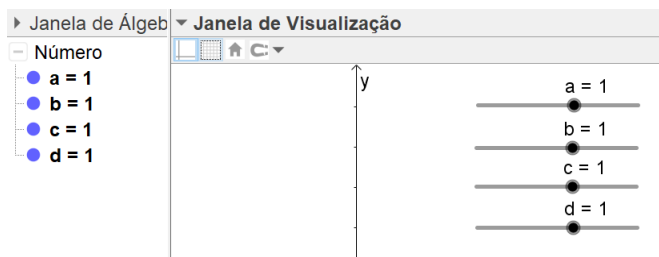 Janela de Álgeb
Janela de Visualização
Número
a = 1
b = 1
c = 1
d = 1
y
a = 1
b = 1
c = 1
d = 1